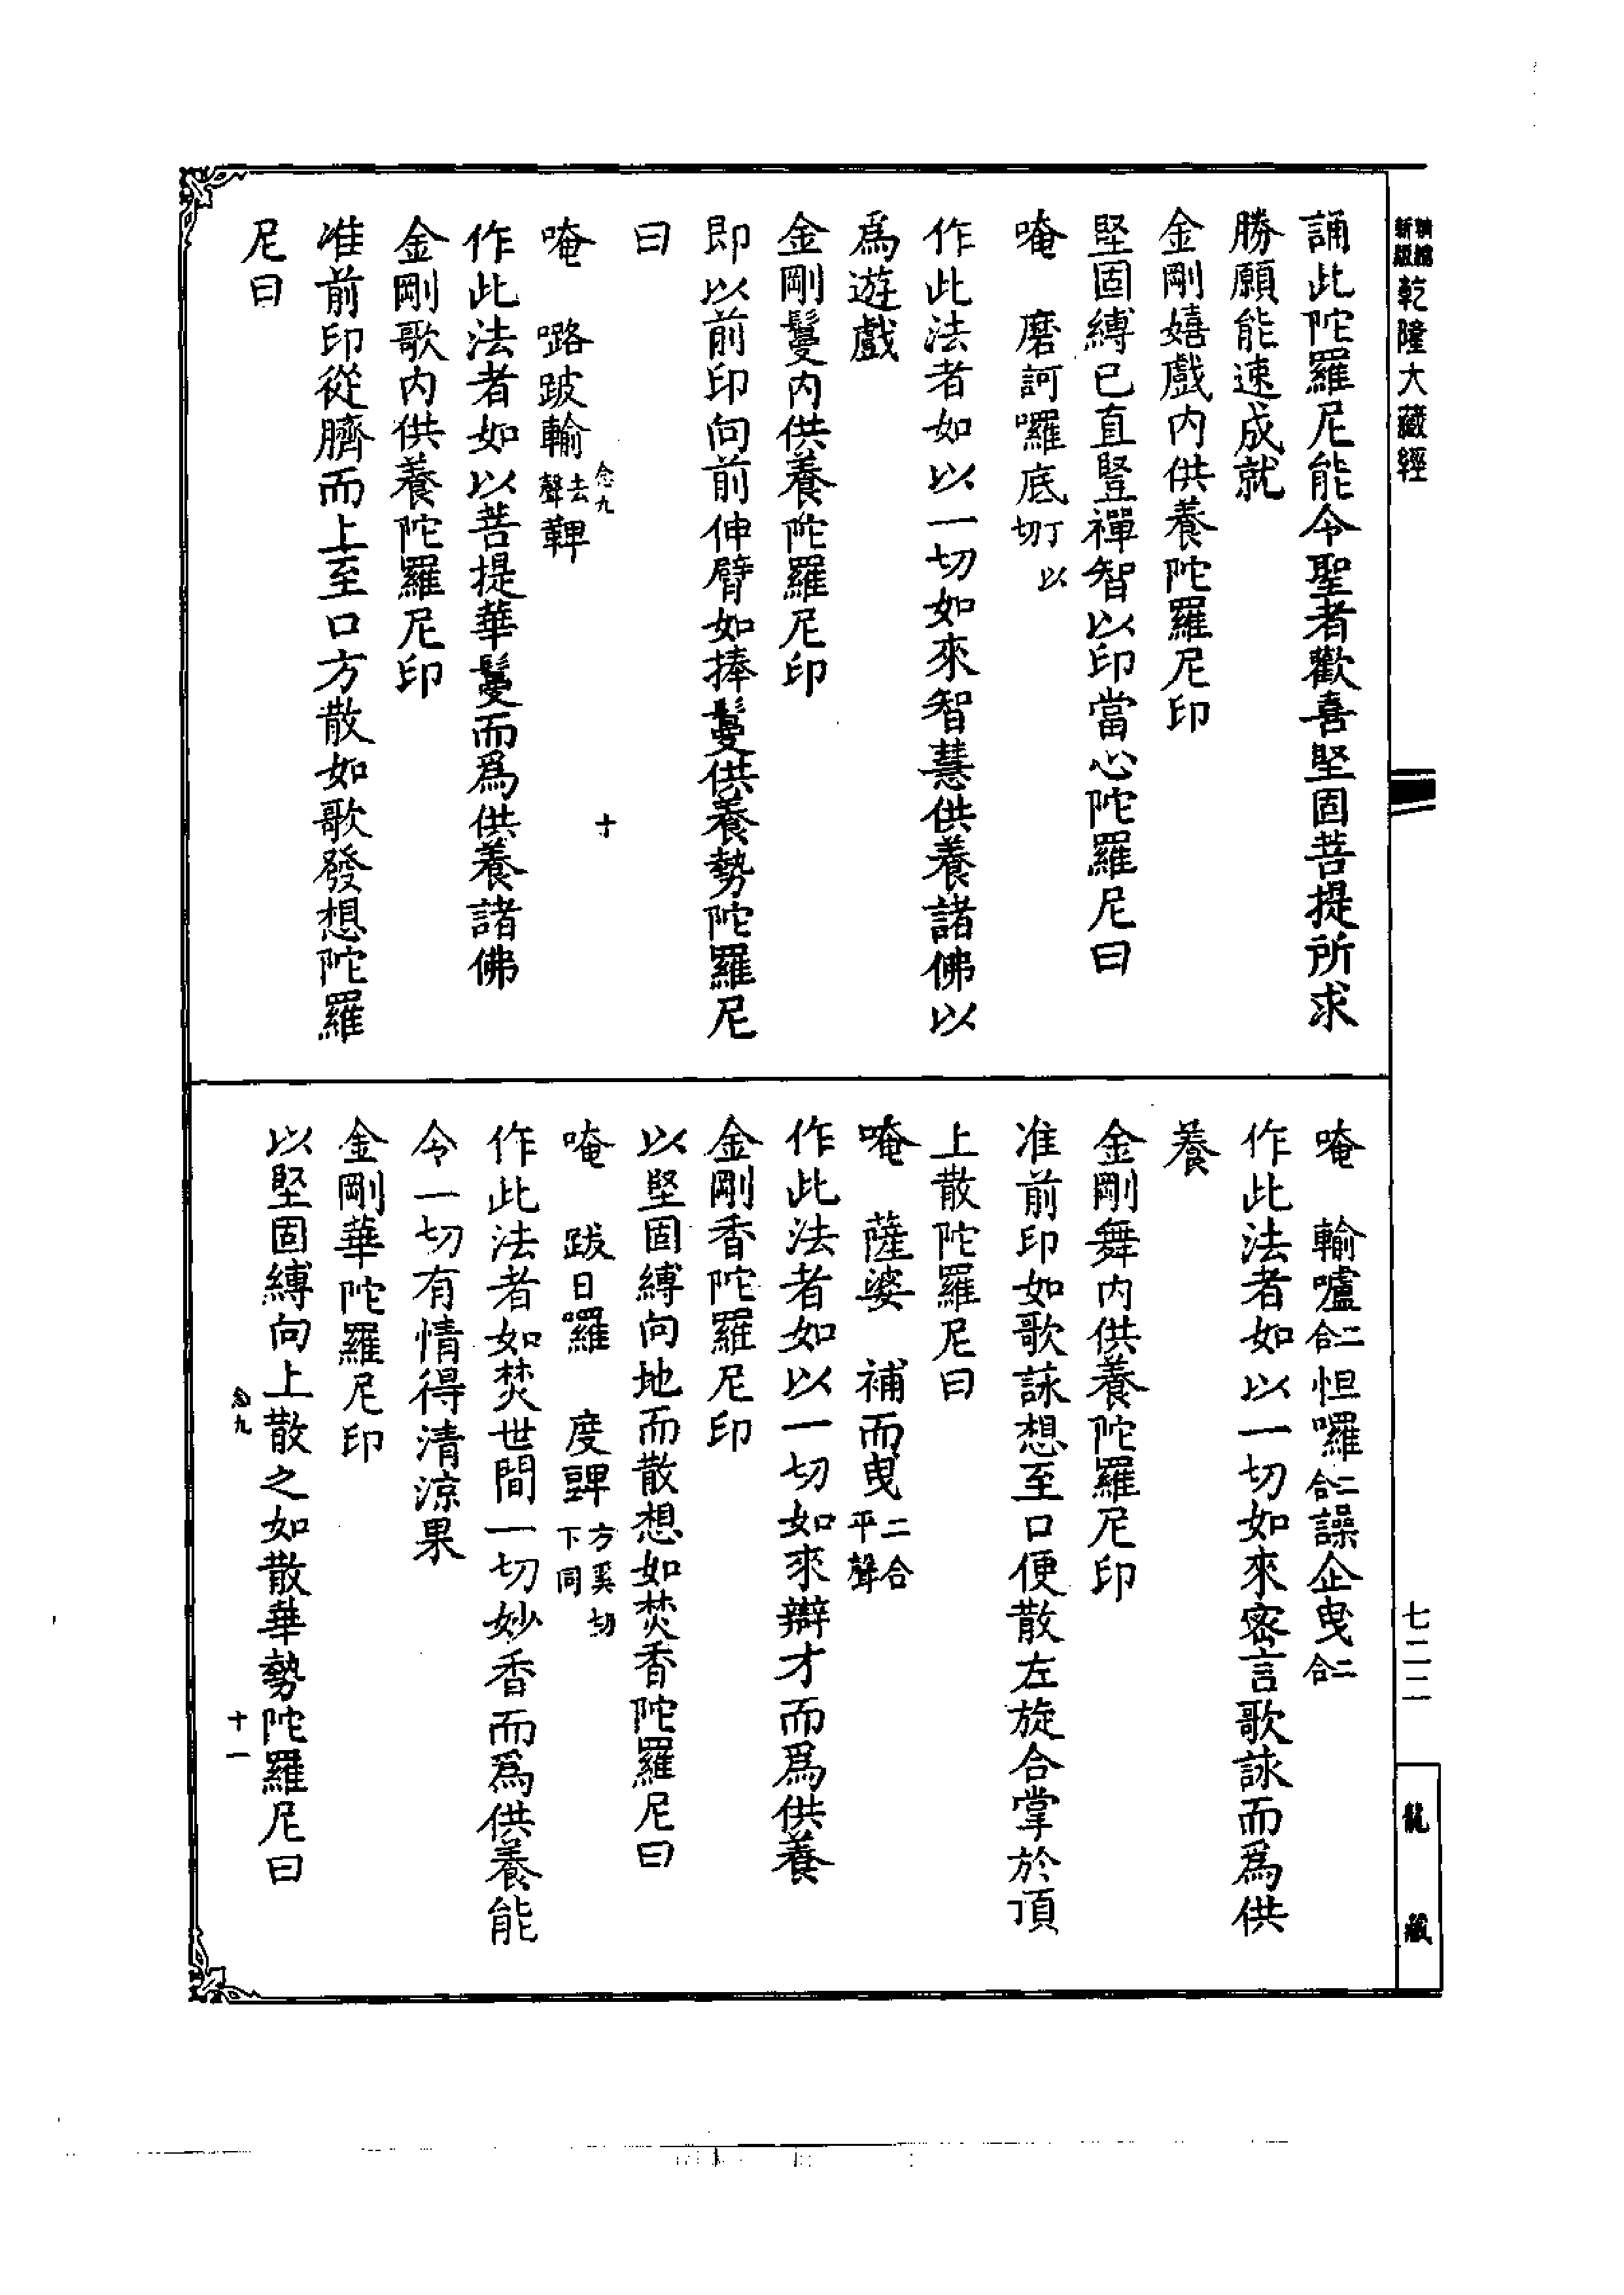 新編
新版
乾隆大藏經
誦此陀羅尼能令聖者歡喜堅固菩提所求
勝願能速成就
金剛嬉戲內供養陀羅尼印
堅固縛已直豎禪智以印當心陀羅尼曰
唵 磨訶囉底丁以切
作此法者如以一切如來智慧供養諸佛以
為遊戲
金剛鬘內供養陀羅尼印
即以前印向前伸臂如捧鬘供養勢陀羅尼
曰
念九 十
唵 㗚跛輸去聲鞞
作此法者如以菩提華鬘而爲供養諸佛
金剛歌內供養陀羅尼印
准前印從臍而上至口方散如歌發想陀羅
尼曰
唵 輸嚧二合怛囉二合譟企曳二合
作此法者如以一切如來密言歌詠而爲供
養
金剛舞內供養陀羅尼印
准前印如歌詠想至口便散左旋合掌於頂
上散陀羅尼曰
唵 薩婆 補而曳二合平聲
作此法者如以一切如來辯才而爲供養
金剛香陀羅尼印
以堅固縛向地而散想如焚香陀羅尼曰
唵 跋日囉 度鞞方奚切下同
作此法者如焚世間一切妙香而爲供養能
令一切有情得清涼果
金剛華陀羅尼印
以堅固縛向上散之如散華勢陀羅尼曰
念九 十一
七二二
龍藏